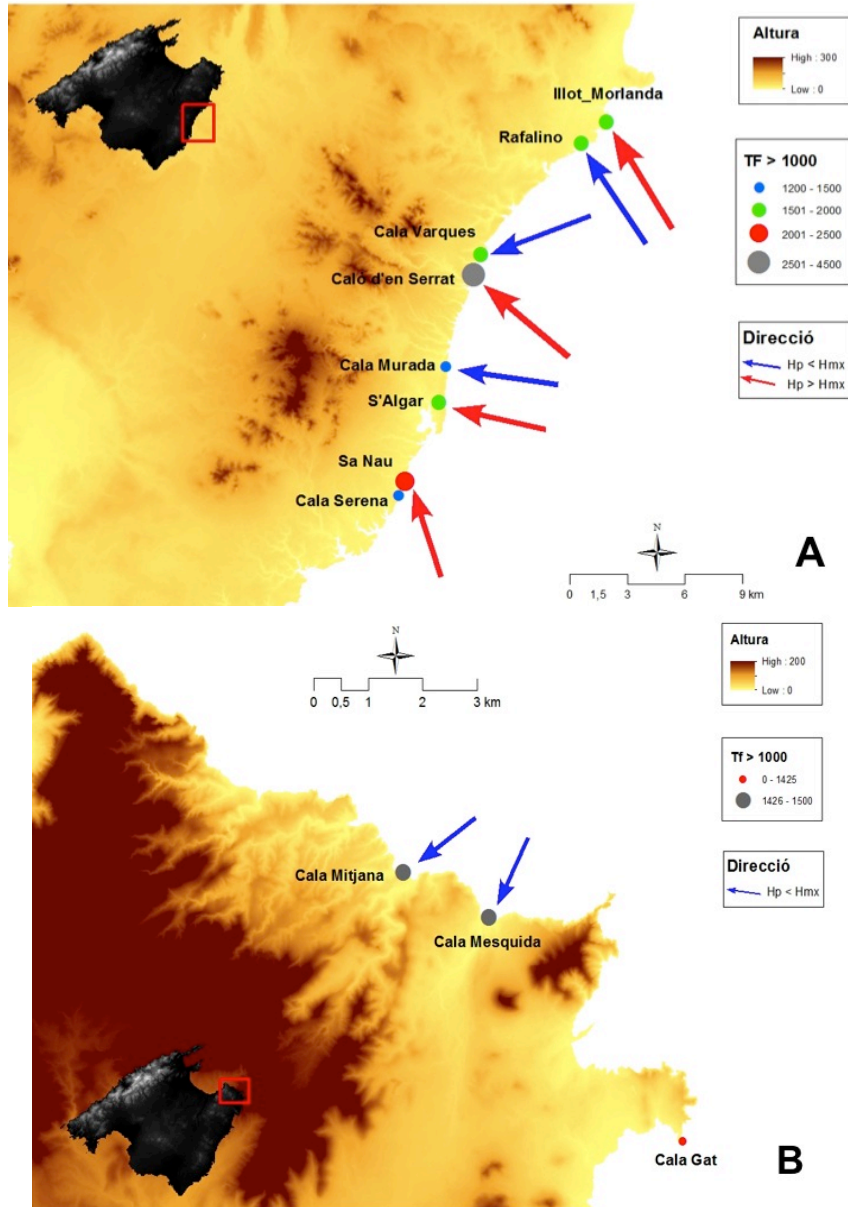 Altura
High : 300
Low : 0
Illot_Morlanda
Rafalino
TF > 1000
1200 - 1500
1501 - 2000
2001 - 2500
2501 - 4500
Cala Varques
Caló d'en Serrat
Direcció
Hp < Hmx
Hp > Hmx
Cala Murada
S'Algar
Sa Nau
Cala Serena
N
A
0 1,5 3 6 9 km
Altura
High : 200
Low : 0
N
0 0,5 1 2 3 km
Tf > 1000
0 - 1425
1426 - 1500
Direcció
Hp < Hmx
Cala Mitjana
Cala Mesquida
Cala Gat
B